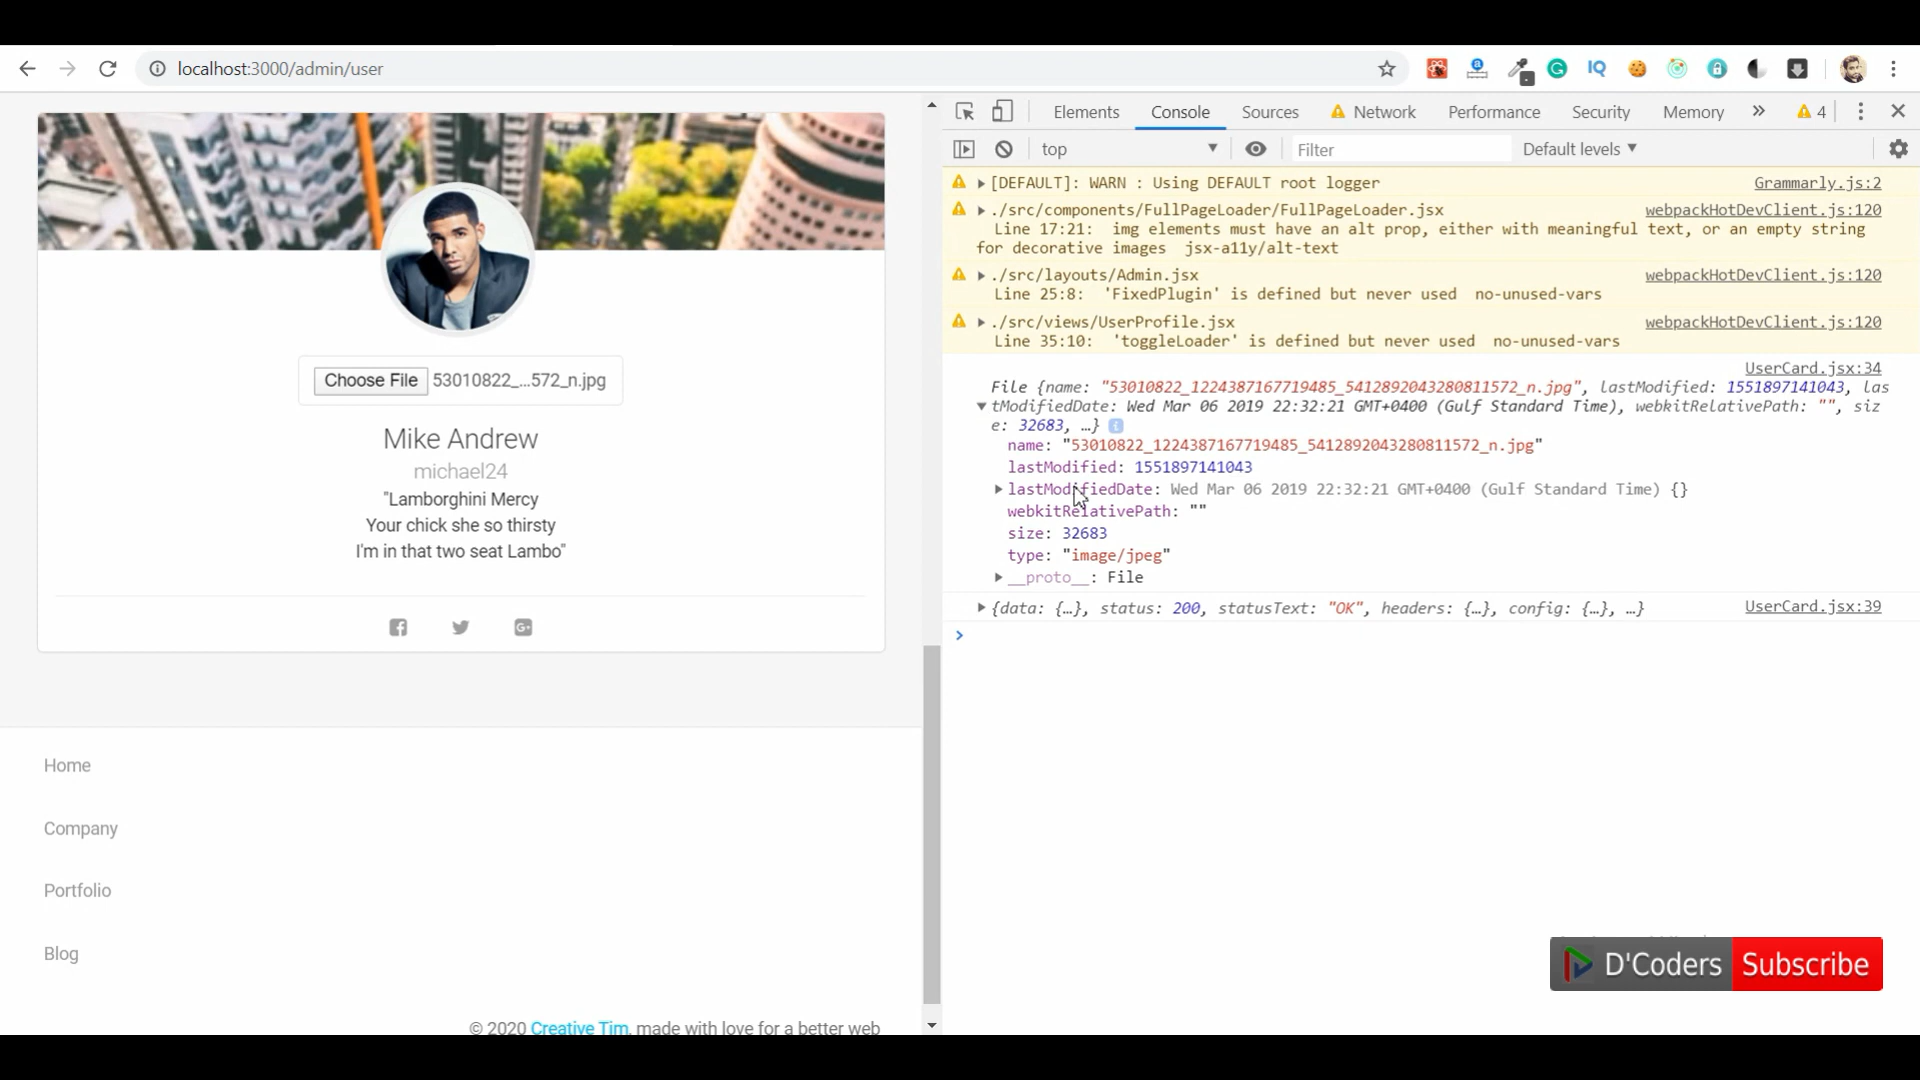 localhost:3000/admin/user
Choose File 53010822_...572_n.jpg
Mike Andrew
michael24
"Lamborghini Mercy
Your chick she so thirsty
I'm in that two seat Lambo"
Home
Company
Portfolio
Blog
© 2020 Creative Tim, made with love for a better web
Elements Console Sources Network Performance Security Memory » 4
top Filter Default levels
[DEFAULT]: WARN : Using DEFAULT root logger Grammarly.js:2
./src/components/FullPageLoader/FullPageLoader.jsx webpackHotDevClient.js:120
Line 17:21: img elements must have an alt prop, either with meaningful text, or an empty string
for decorative images jsx-a11y/alt-text
./src/layouts/Admin.jsx webpackHotDevClient.js:120
Line 25:8: 'FixedPlugin' is defined but never used no-unused-vars
./src/views/UserProfile.jsx webpackHotDevClient.js:120
Line 35:10: 'toggleLoader' is defined but never used no-unused-vars
UserCard.jsx:34
File {name: "53010822_1224387167719485_5412892043280811572_n.jpg", lastModified: 1551897141043, las
tModifiedDate: Wed Mar 06 2019 22:32:21 GMT+0400 (Gulf Standard Time), webkitRelativePath: "", siz
e: 32683, …}
name: "53010822_1224387167719485_5412892043280811572_n.jpg"
lastModified: 1551897141043
lastModifiedDate: Wed Mar 06 2019 22:32:21 GMT+0400 (Gulf Standard Time) {}
webkitRelativePath: ""
size: 32683
type: "image/jpeg"
__proto__: File
{data: {…}, status: 200, statusText: "OK", headers: {…}, config: {…}, …} UserCard.jsx:39
D'Coders Subscribe